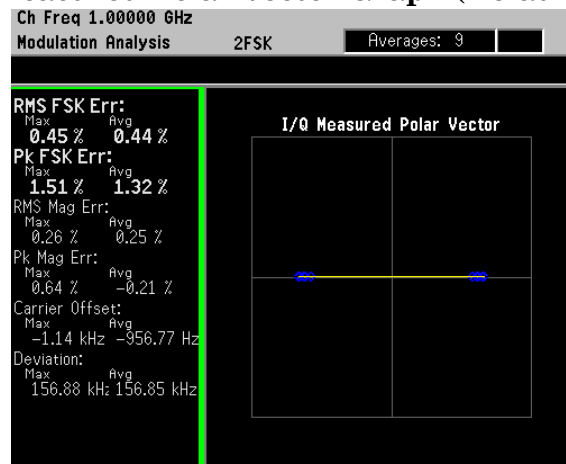 Ch Freq 1.00000 GHz
Modulation Analysis 2FSK Averages: 9
RMS FSK Err:
Max Avg
0.45 % 0.44 %
Pk FSK Err:
Max Avg
1.51 % 1.32 %
RMS Mag Err:
Max Avg
0.26 % 0.25 %
Pk Mag Err:
Max Avg
0.64 % -0.21 %
Carrier Offset:
Max Avg
-1.14 kHz -956.77 Hz
Deviation:
Max Avg
156.88 kHz 156.85 kHz
I/Q Measured Polar Vector